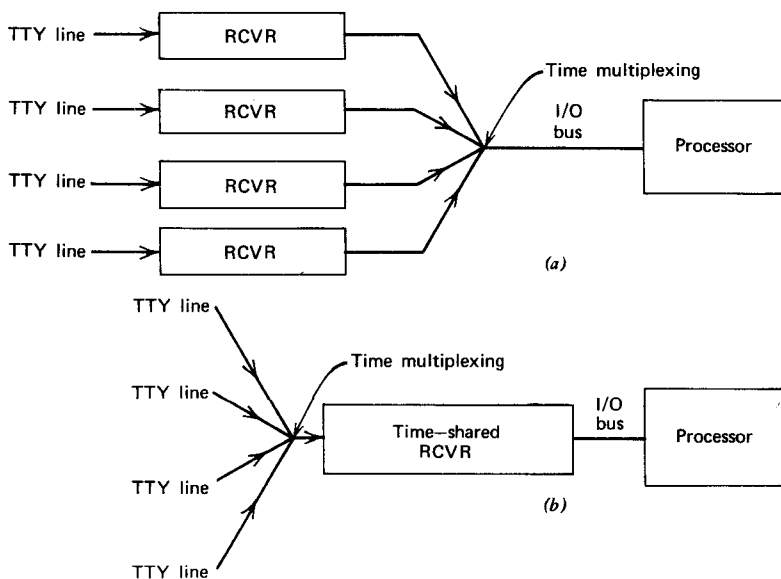 TTY line
RCVR
TTY line
RCVR
TTY line
RCVR
TTY line
RCVR
Time multiplexing
I/O
bus
Processor
(a)
TTY line
TTY line
TTY line
TTY line
Time multiplexing
Time—shared
RCVR
I/O
bus
Processor
(b)